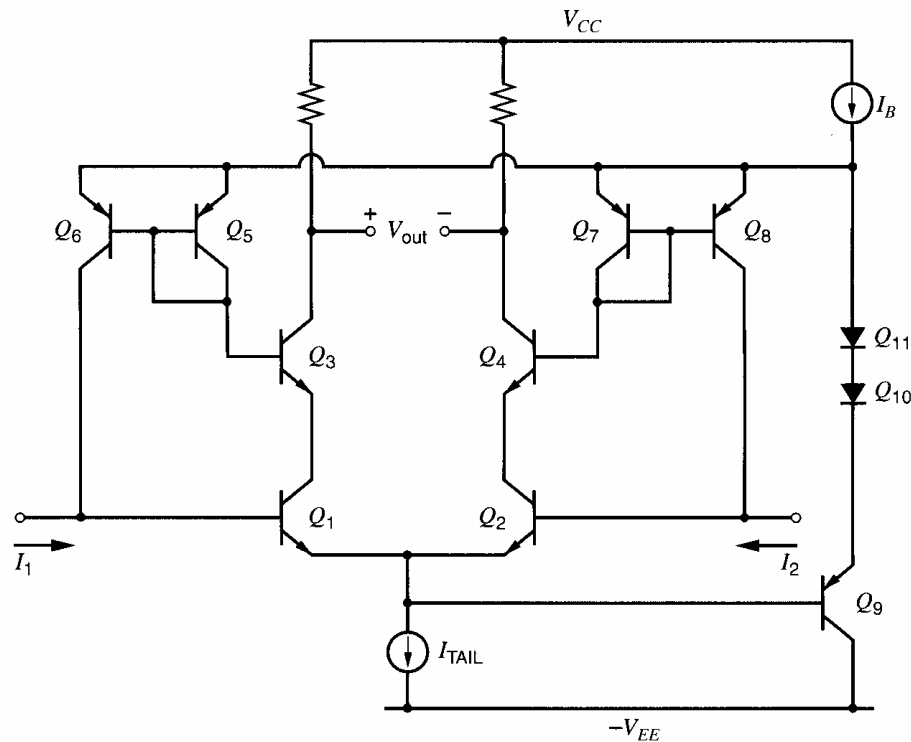 V_CC
I_B
Q_6
Q_5
+ V_out −
Q_7
Q_8
Q_11
Q_3
Q_4
Q_10
Q_1
Q_2
I_1
I_2
Q_9
I_TAIL
−V_EE